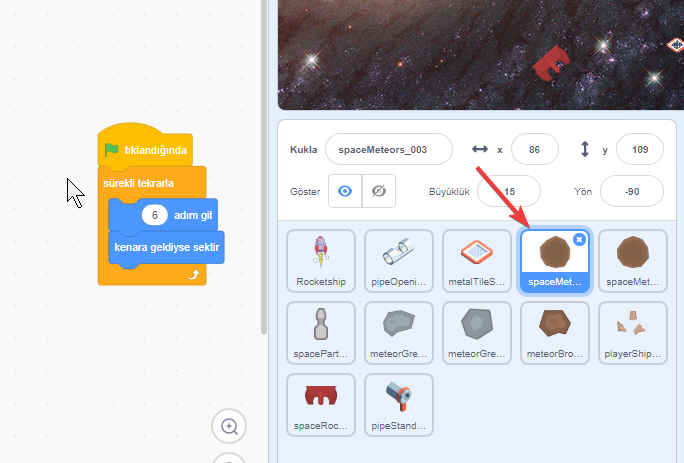 tıklandığında
sürekli tekrarla
6 adım git
kenara geldiyse sektir
Kukla spaceMeteors_003 x 86 y 109
Göster Büyüklük 15 Yön -90
Rocketship pipeOpeni... metalTileS... spaceMet... spaceMet...
spacePart... meteorGre... meteorGre... meteorBro... playerShip...
spaceRoc... pipeStand...